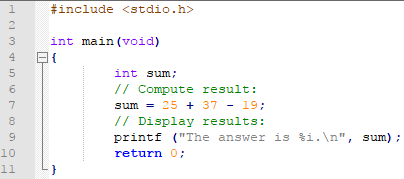 1 #include <stdio.h>
2
3 int main(void)
4 {
5 int sum;
6 // Compute result:
7 sum = 25 + 37 - 19;
8 // Display results:
9 printf ("The answer is %i.\n", sum);
10 return 0;
11 }